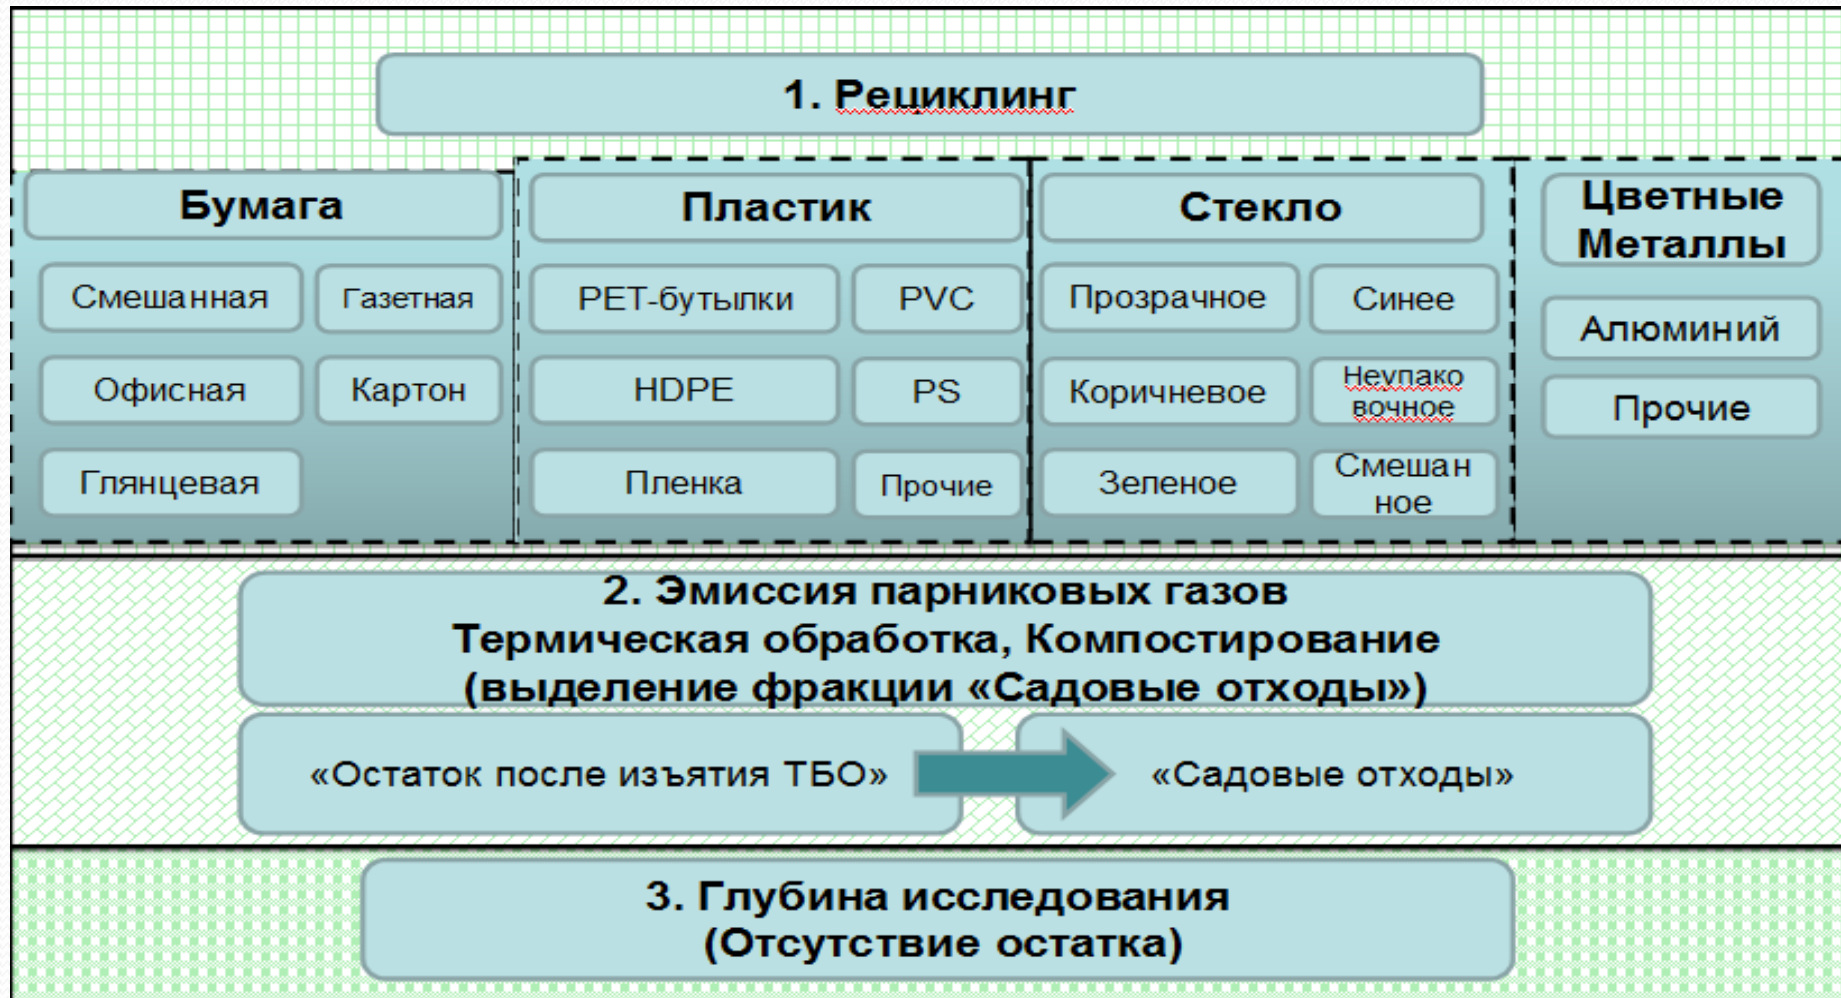 1. Рециклинг
Бумага
Пластик
Стекло
Цветные
Металлы
Смешанная
Газетная
PET-бутылки
PVC
Прозрачное
Синее
Алюминий
Офисная
Картон
HDPE
PS
Коричневое
Неупако
вочное
Прочие
Глянцевая
Пленка
Прочие
Зеленое
Смешан
ное
2. Эмиссия парниковых газов
Термическая обработка, Компостирование
(выделение фракции «Садовые отходы»)
«Остаток после изъятия ТБО»
«Садовые отходы»
3. Глубина исследования
(Отсутствие остатка)